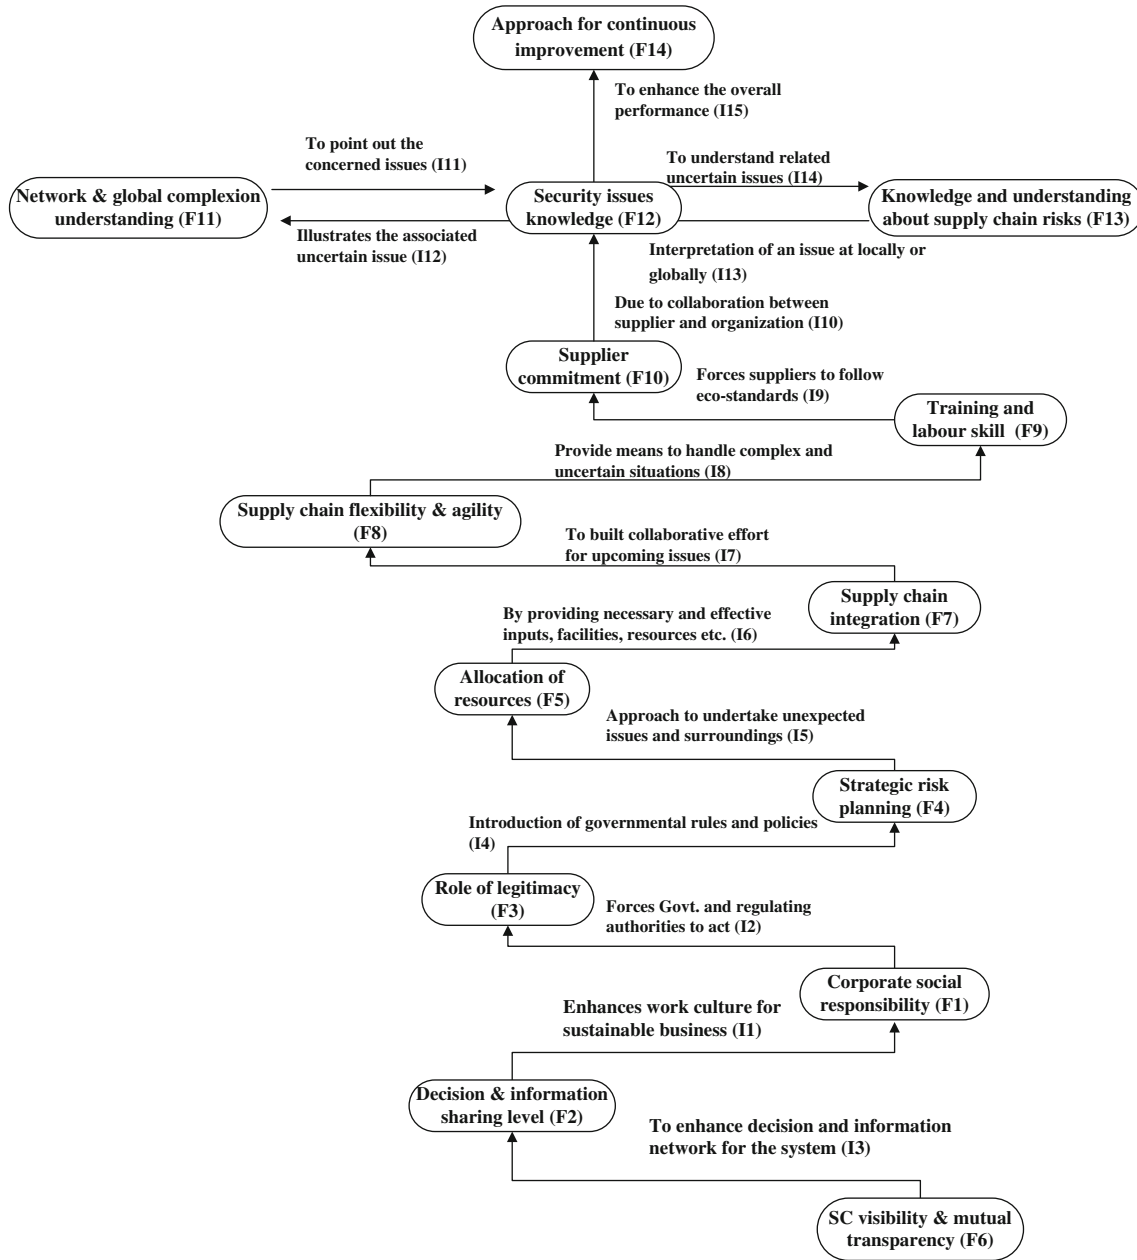 Approach for continuous
improvement (F14)
To enhance the overall
performance (I15)
To point out the
concerned issues (I11)
To understand related
uncertain issues (I14)
Network & global complexion
understanding (F11)
Security issues
knowledge (F12)
Knowledge and understanding
about supply chain risks (F13)
Illustrates the associated
uncertain issue (I12)
Interpretation of an issue at locally or
globally (I13)
Due to collaboration between
supplier and organization (I10)
Supplier
commitment (F10)
Forces suppliers to follow
eco-standards (I9)
Training and
labour skill (F9)
Provide means to handle complex and
uncertain situations (I8)
Supply chain flexibility & agility
(F8)
To built collaborative effort
for upcoming issues (I7)
Supply chain
integration (F7)
By providing necessary and effective
inputs, facilities, resources etc. (I6)
Allocation of
resources (F5)
Approach to undertake unexpected
issues and surroundings (I5)
Strategic risk
planning (F4)
Introduction of governmental rules and policies
(I4)
Role of legitimacy
(F3)
Forces Govt. and regulating
authorities to act (I2)
Corporate social
responsibility (F1)
Enhances work culture for
sustainable business (I1)
Decision & information
sharing level (F2)
To enhance decision and information
network for the system (I3)
SC visibility & mutual
transparency (F6)